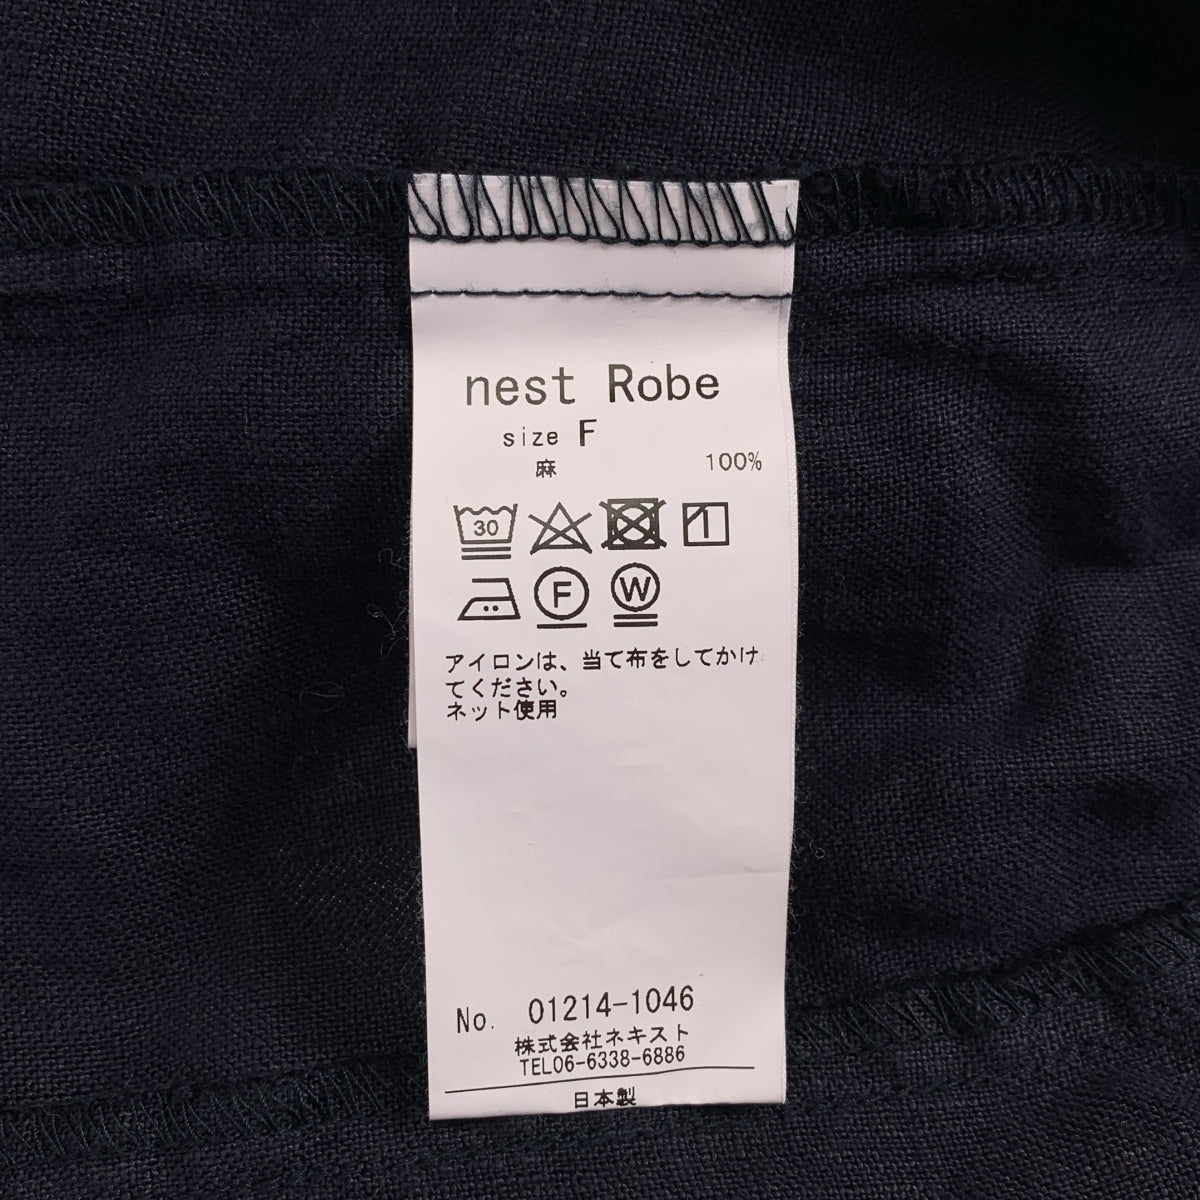 nest Robe
size F
麻 100%
30
F W
アイロンは、当て布をしてかけ
てください。
ネット使用
No. 01214-1046
株式会社ネキスト
TEL06-6338-6886
日本製